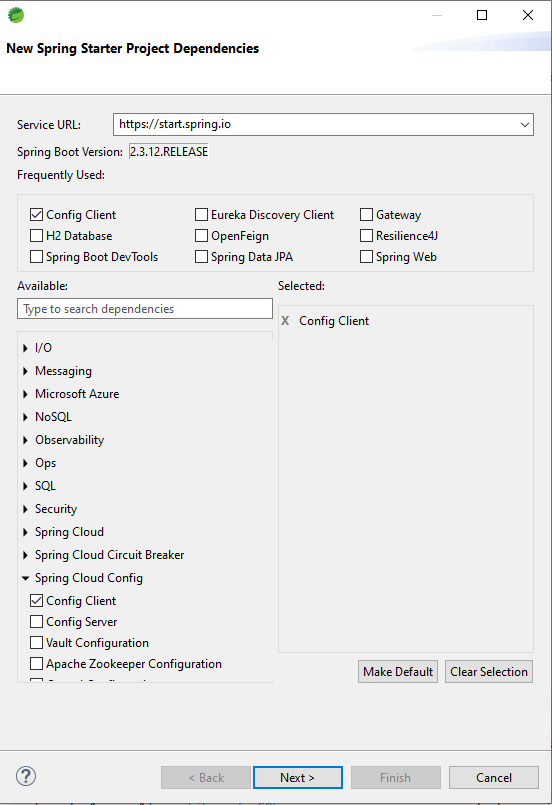 New Spring Starter Project Dependencies
Service URL: https://start.spring.io
Spring Boot Version: 2.3.12.RELEASE
Frequently Used:
Config Client Eureka Discovery Client Gateway
H2 Database OpenFeign Resilience4J
Spring Boot DevTools Spring Data JPA Spring Web
Available: Selected:
Type to search dependencies
X Config Client
I/O
Messaging
Microsoft Azure
NoSQL
Observability
Ops
SQL
Security
Spring Cloud
Spring Cloud Circuit Breaker
Spring Cloud Config
Config Client
Config Server
Vault Configuration
Apache Zookeeper Configuration
Make Default Clear Selection
? < Back Next > Finish Cancel